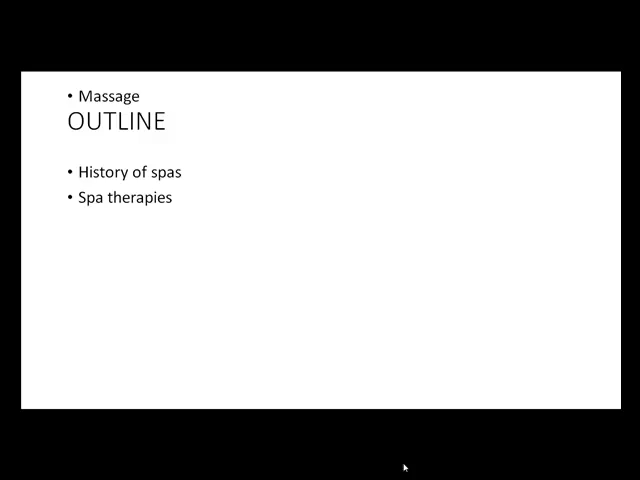 • Massage
OUTLINE
• History of spas
• Spa therapies